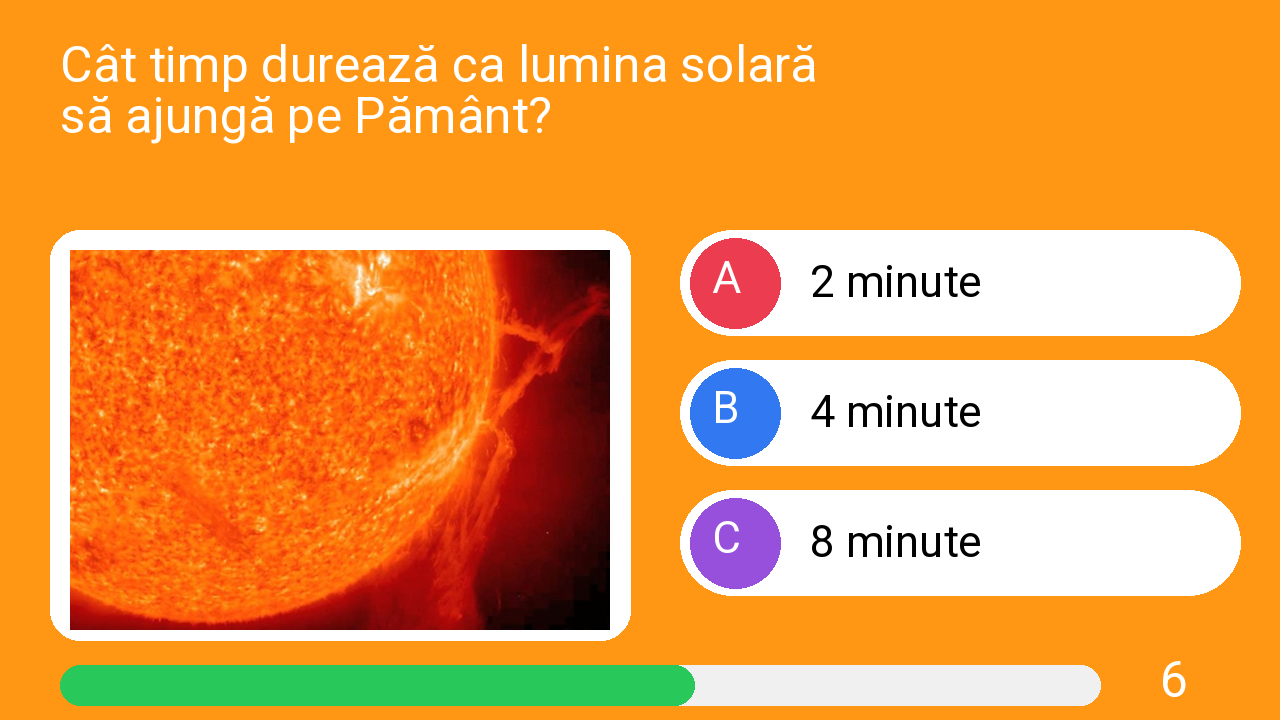 Cât timp durează ca lumina solară
să ajungă pe Pământ?
A 2 minute
B 4 minute
C 8 minute
6